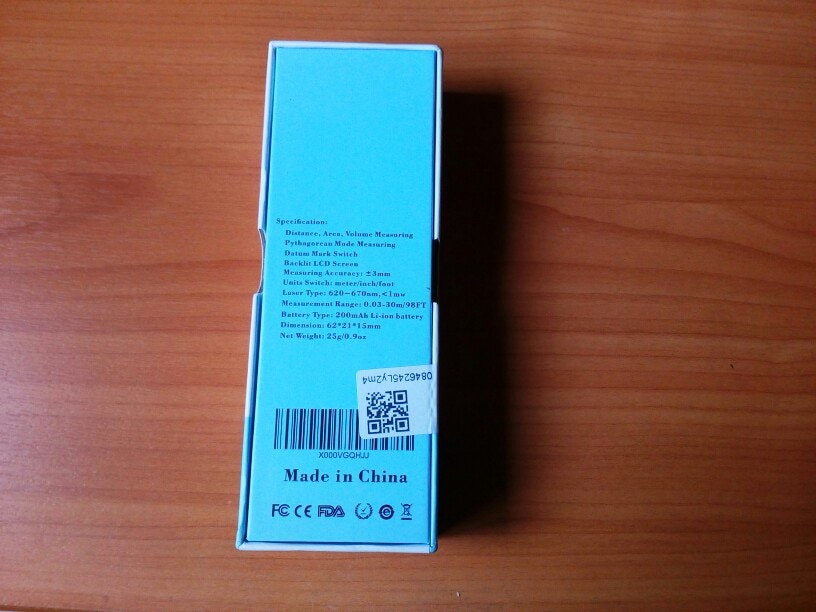 Specification:
Distance, Area, Volume Measuring
Pythagorean Mode Measuring
Datum Mark Switch
Backlit LCD Screen
Measuring Accuracy: ±3mm
Units Switch: meter/inch/foot
Laser Type: 620-670nm,<1mw
Measurement Range: 0.03-30m/98FT
Battery Type: 200mAh Li-ion battery
Dimension: 62*21*15mm
Net Weight: 25g/0.9oz
0846245Ly2m4
X000VGQHJJ
Made in China
FC CE FDA